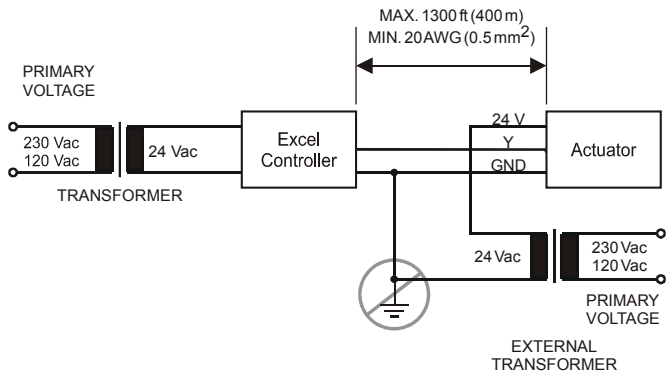 MAX. 1300 ft (400 m)
MIN. 20 AWG (0.5 mm²)
PRIMARY
VOLTAGE
230 Vac
120 Vac
24 Vac
TRANSFORMER
Excel
Controller
24 V
Y
GND
Actuator
24 Vac
230 Vac
120 Vac
PRIMARY
VOLTAGE
EXTERNAL
TRANSFORMER